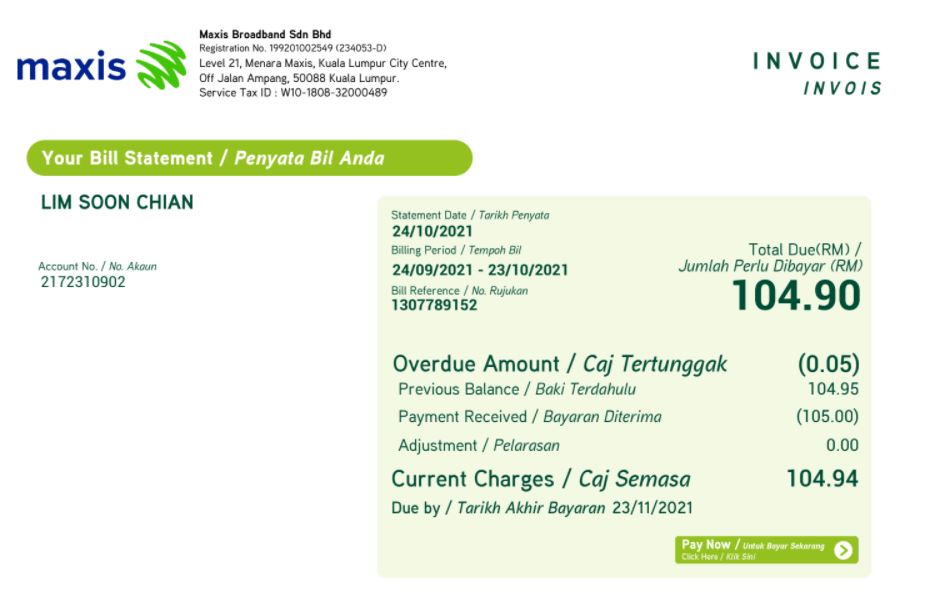 maxis
Maxis Broadband Sdn Bhd
Registration No. 199201002549 (234053-D)
Level 21, Menara Maxis, Kuala Lumpur City Centre,
Off Jalan Ampang, 50088 Kuala Lumpur.
Service Tax ID : W10-1808-32000489
INVOICE
INVOIS
Your Bill Statement / Penyata Bil Anda
LIM SOON CHIAN
Account No. / No. Akaun
2172310902
Statement Date / Tarikh Penyata
24/10/2021
Billing Period / Tempoh Bil
24/09/2021 - 23/10/2021
Bill Reference / No. Rujukan
1307789152
Total Due(RM) /
Jumlah Perlu Dibayar (RM)
104.90
Overdue Amount / Caj Tertunggak (0.05)
Previous Balance / Baki Terdahulu 104.95
Payment Received / Bayaran Diterima (105.00)
Adjustment / Pelarasan 0.00
Current Charges / Caj Semasa 104.94
Due by / Tarikh Akhir Bayaran 23/11/2021
Pay Now / Untuk Bayar Sekarang
Click Here / Klik Sini